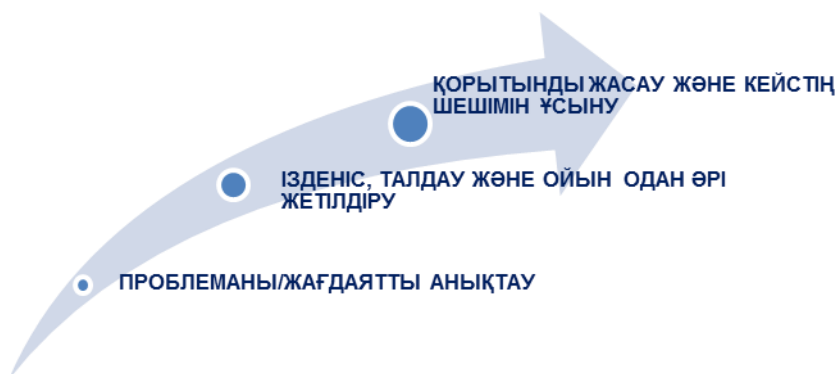 ҚОРЫТЫНДЫ ЖАСАУ ЖӘНЕ КЕЙСТІҢ
ШЕШІМІН ҰСЫНУ
ІЗДЕНІС, ТАЛДАУ ЖӘНЕ ОЙЫН ОДАН ӘРІ
ЖЕТІЛДІРУ
ПРОБЛЕМАНЫ/ЖАҒДАЯТТЫ АНЫҚТАУ